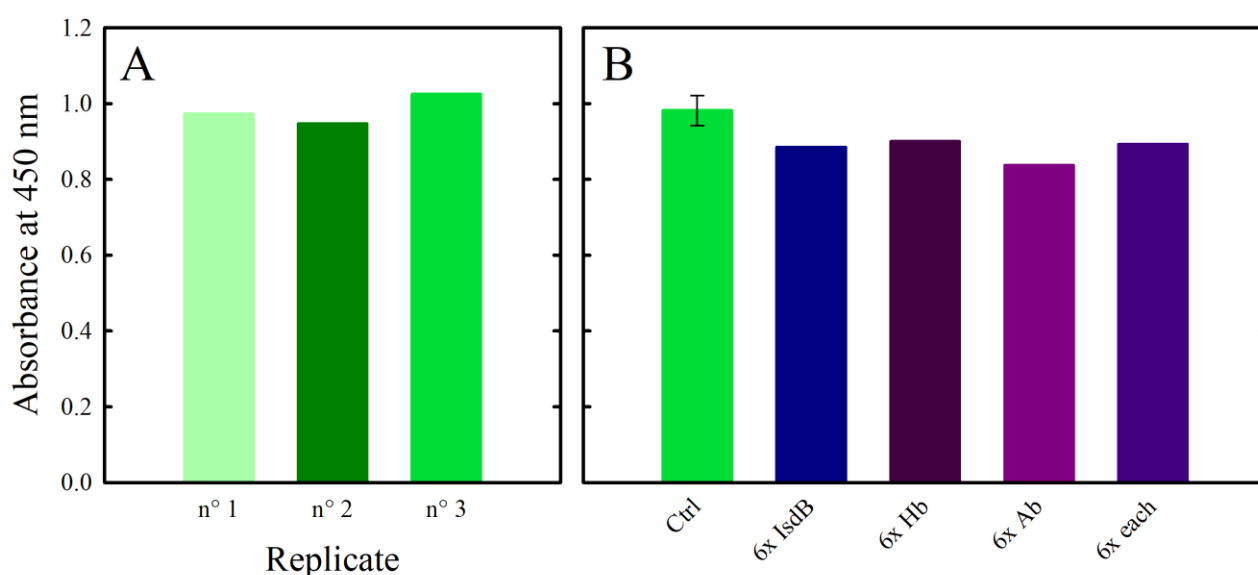 A
B
Absorbance at 450 nm
1.2
1.0
0.8
0.6
0.4
0.2
0.0
n° 1 n° 2 n° 3
Replicate
Ctrl
6x IsdB
6x Hb
6x Ab
6x each